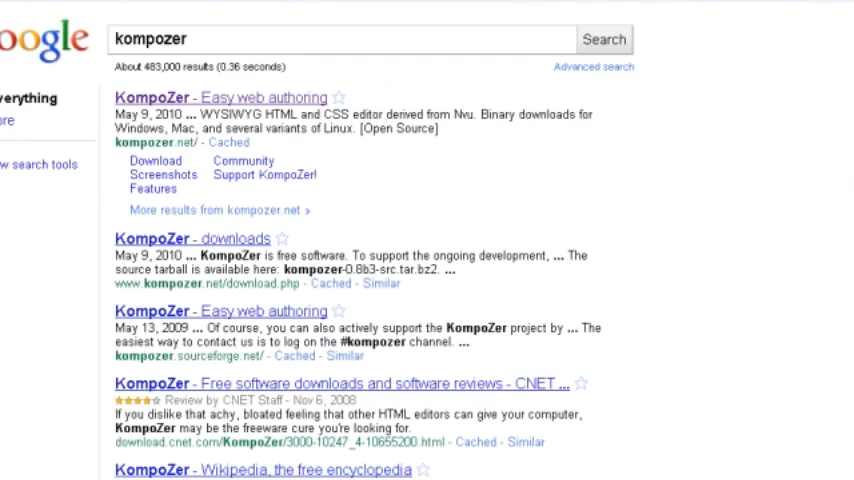 oogle
kompozer
Search
About 483,000 results (0.36 seconds)
Advanced search
verything
ore
w search tools
KompoZer - Easy web authoring
May 9, 2010 ... WYSIWYG HTML and CSS editor derived from Nvu. Binary downloads for
Windows, Mac, and several variants of Linux. [Open Source]
kompozer.net/ - Cached
Download Community
Screenshots Support KompoZer!
Features
More results from kompozer.net »
KompoZer - downloads
May 9, 2010 ... KompoZer is free software. To support the ongoing development, ... The
source tarball is available here: kompozer-0.8b3-src.tar.bz2. ...
www.kompozer.net/download.php - Cached - Similar
KompoZer - Easy web authoring
May 13, 2009 ... Of course, you can also actively support the KompoZer project by ... The
easiest way to contact us is to log on the #kompozer channel. ...
kompozer.sourceforge.net/ - Cached - Similar
KompoZer - Free software downloads and software reviews - CNET ...
Review by CNET Staff - Nov 6, 2008
If you dislike that achy, bloated feeling that other HTML editors can give your computer,
KompoZer may be the freeware cure you're looking for.
download.cnet.com/KompoZer/3000-10247_4-10655200.html - Cached - Similar
KompoZer - Wikipedia, the free encyclopedia